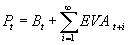 P_t = B_t + \sum_{i=1}^{\infty} EVA_{t+i}